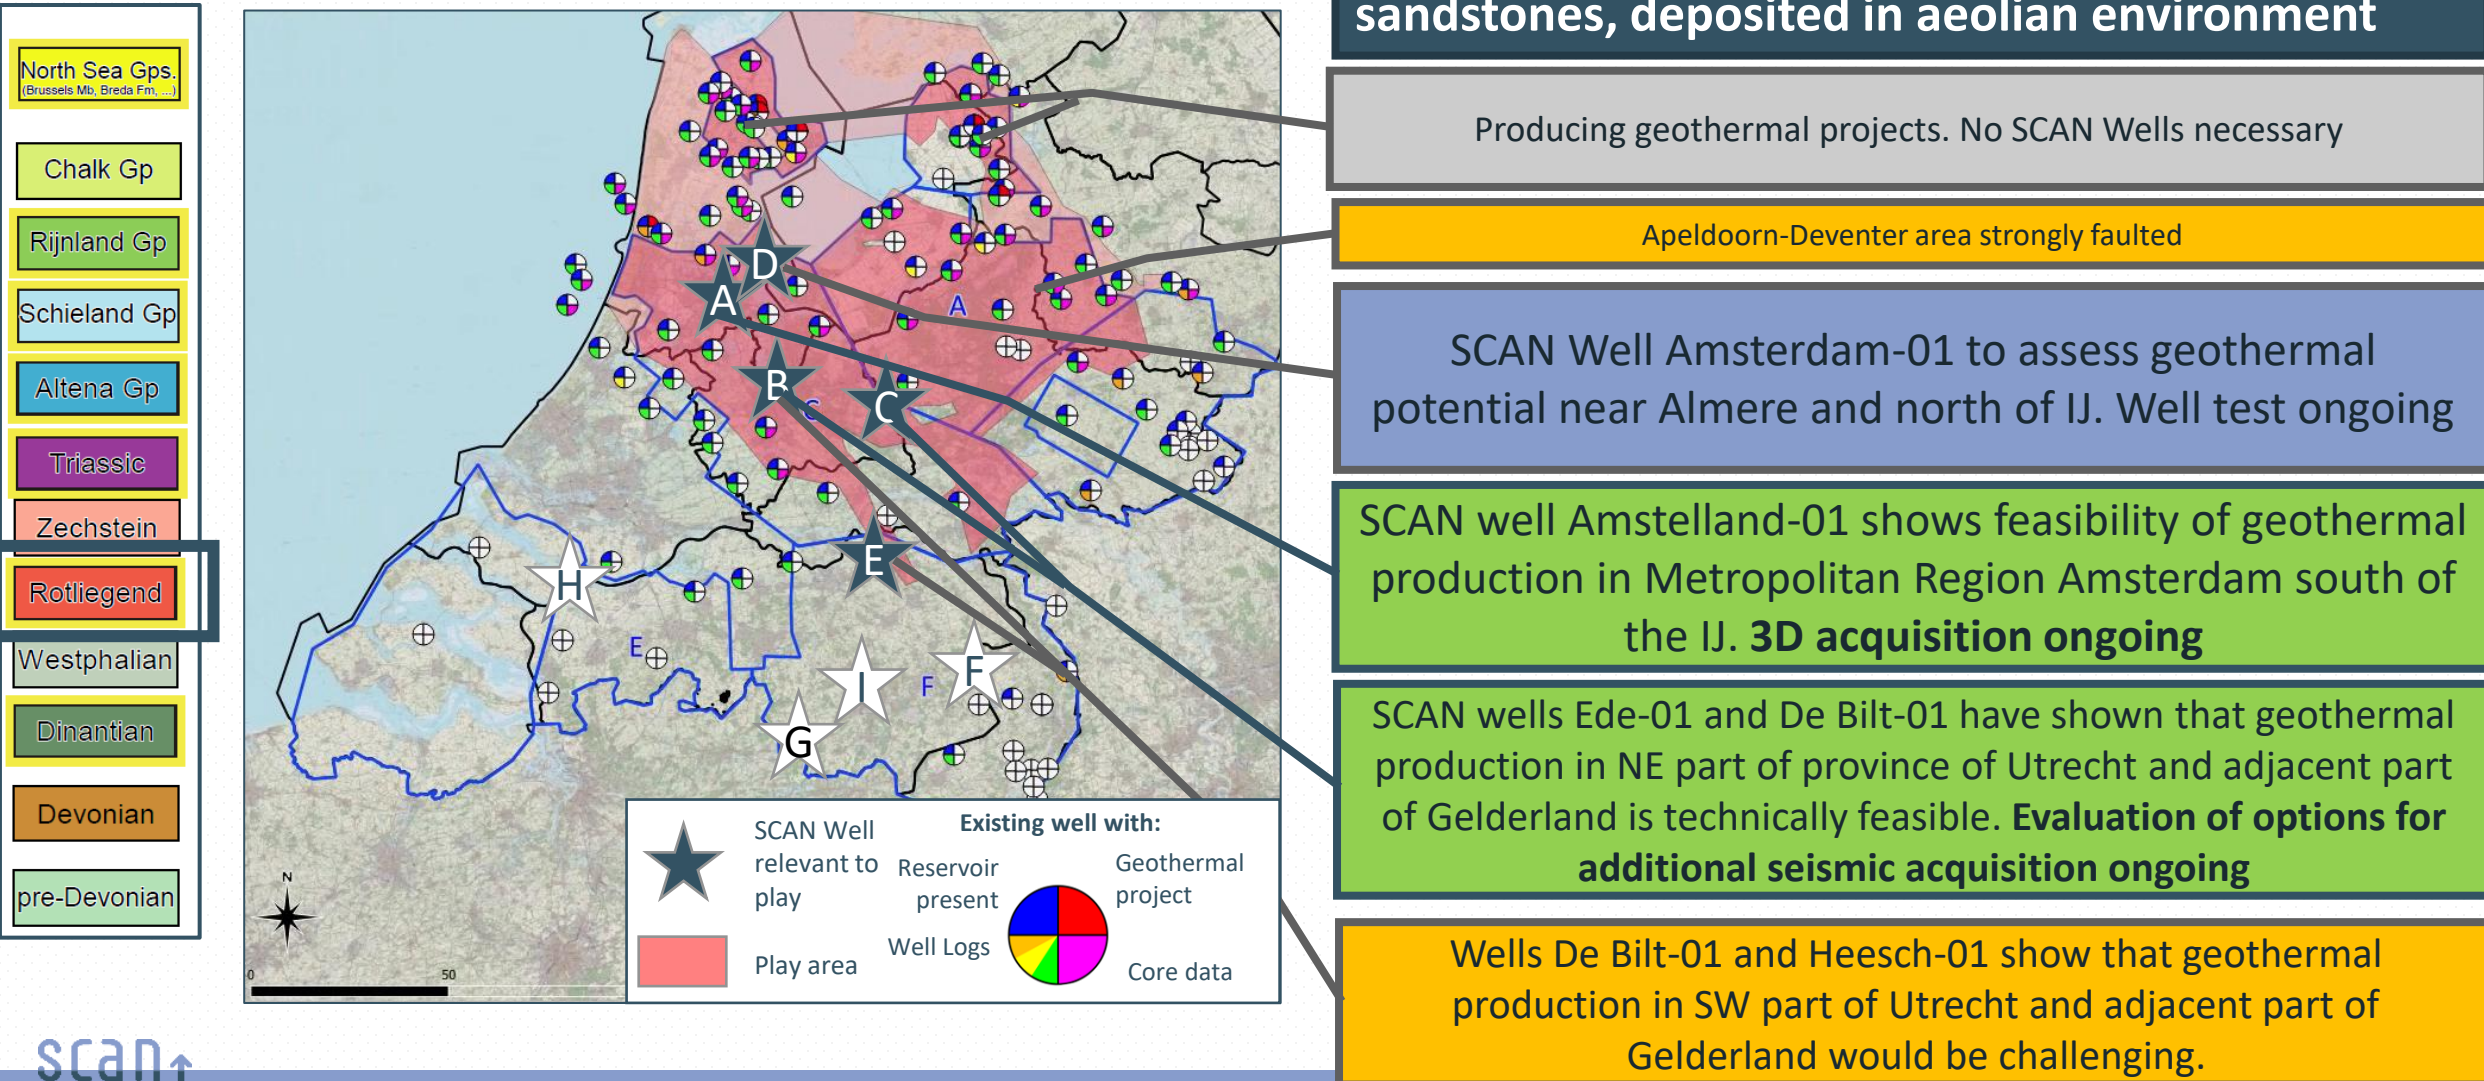 North Sea Gps.
(Brussels Mb, Breda Fm, ...)
Chalk Gp
Rijnland Gp
Schieland Gp
Altena Gp
Triassic
Zechstein
Rotliegend
Westphalian
Dinantian
Devonian
pre-Devonian
scan
D
A
A
B
C
C
E
H
E
I
F
F
G
N
0
50
SCAN Well
relevant to
play
Play area
Existing well with:
Reservoir
present
Geothermal
project
Well Logs
Core data
sandstones, deposited in aeolian environment
Producing geothermal projects. No SCAN Wells necessary
Apeldoorn-Deventer area strongly faulted
SCAN Well Amsterdam-01 to assess geothermal
potential near Almere and north of IJ. Well test ongoing
SCAN well Amstelland-01 shows feasibility of geothermal
production in Metropolitan Region Amsterdam south of
the IJ. 3D acquisition ongoing
SCAN wells Ede-01 and De Bilt-01 have shown that geothermal
production in NE part of province of Utrecht and adjacent part
of Gelderland is technically feasible. Evaluation of options for
additional seismic acquisition ongoing
Wells De Bilt-01 and Heesch-01 show that geothermal
production in SW part of Utrecht and adjacent part of
Gelderland would be challenging.